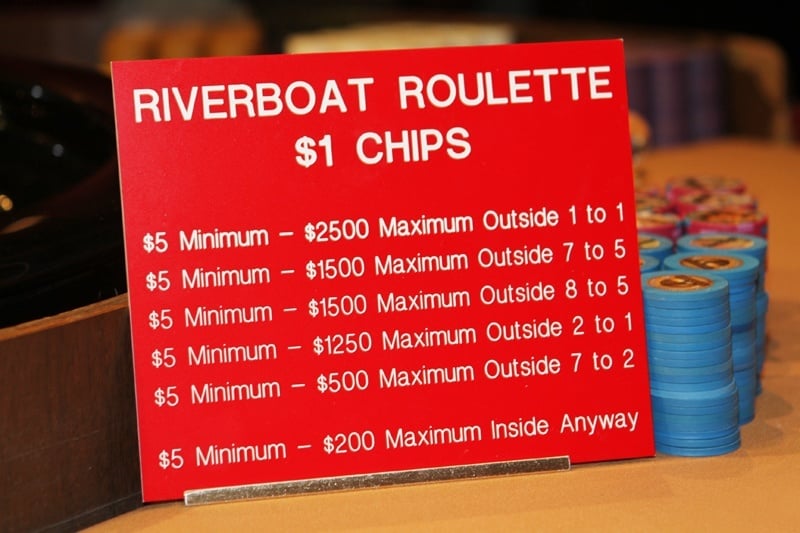 RIVERBOAT ROULETTE
$1 CHIPS
$5 Minimum – $2500 Maximum Outside 1 to 1
$5 Minimum – $1500 Maximum Outside 7 to 5
$5 Minimum – $1500 Maximum Outside 8 to 5
$5 Minimum – $1250 Maximum Outside 2 to 1
$5 Minimum – $500 Maximum Outside 7 to 2
$5 Minimum – $200 Maximum Inside Anyway